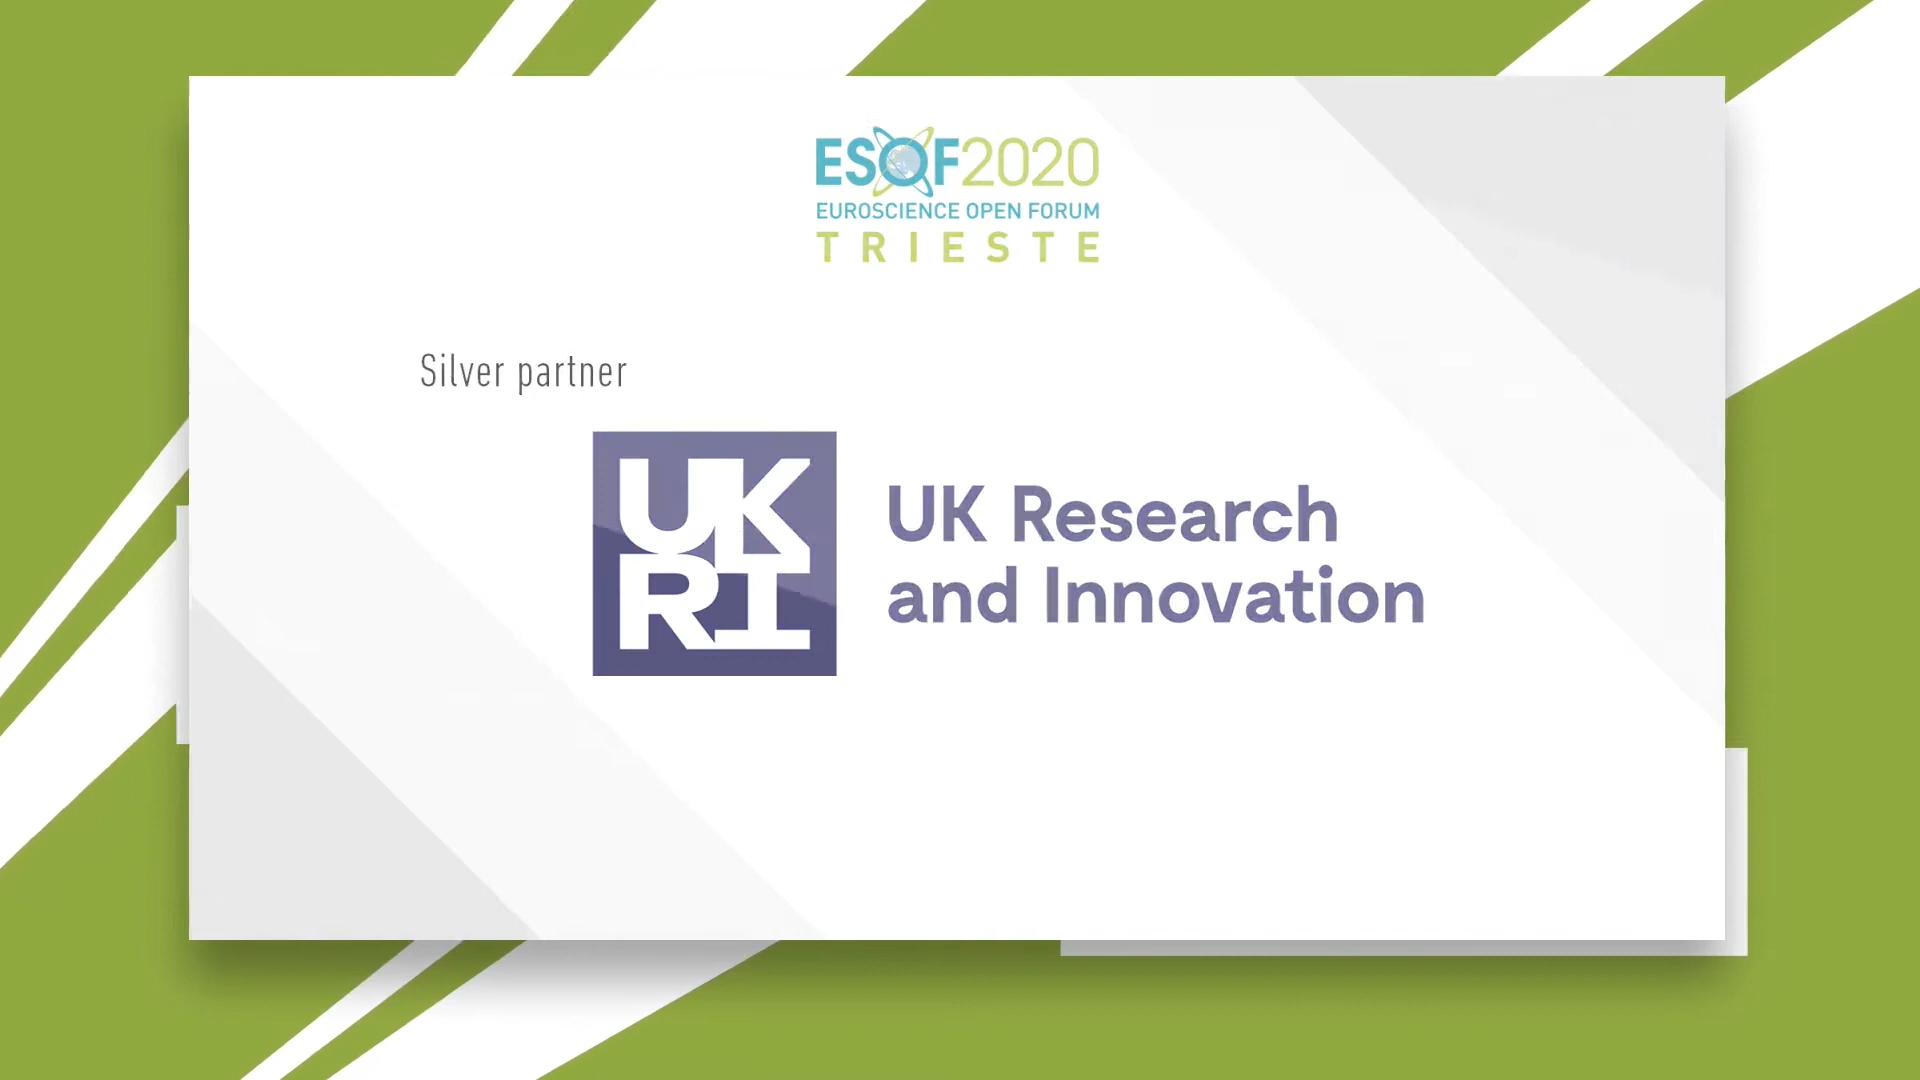 ESOF2020
EUROSCIENCE OPEN FORUM
TRIESTE
Silver partner
UK
RI
UK Research
and Innovation